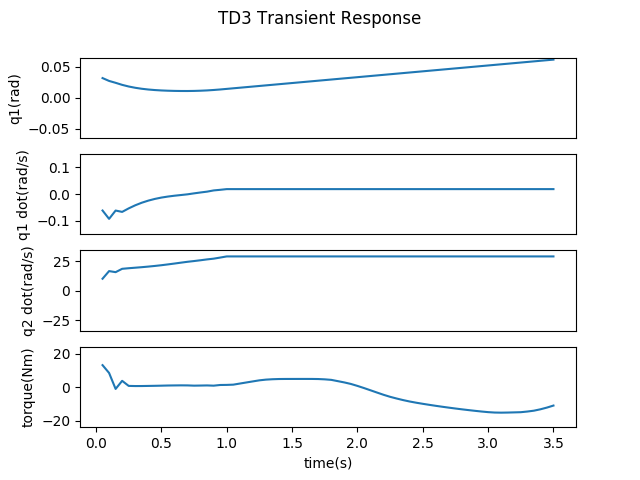 TD3 Transient Response
q1(rad)
0.05
0.00
−0.05
q1 dot(rad/s)
0.1
0.0
−0.1
q2 dot(rad/s)
25
0
−25
torque(Nm)
20
0
−20
0.0 0.5 1.0 1.5 2.0 2.5 3.0 3.5
time(s)